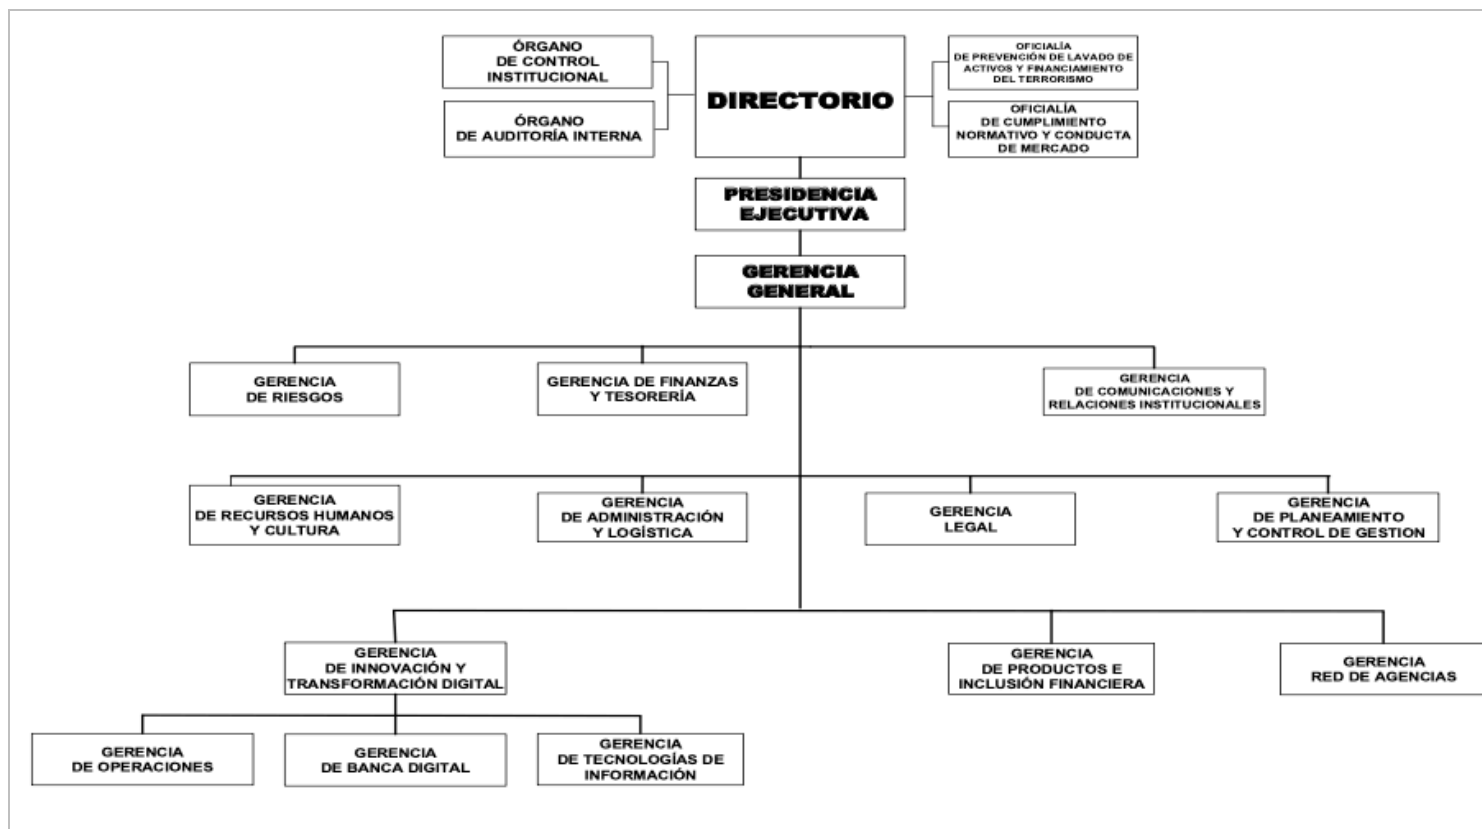 ÓRGANO
DE CONTROL
INSTITUCIONAL
ÓRGANO
DE AUDITORÍA INTERNA
DIRECTORIO
OFICIALÍA
DE PREVENCIÓN DE LAVADO DE
ACTIVOS Y FINANCIAMIENTO
DEL TERRORISMO
OFICIALÍA
DE CUMPLIMIENTO
NORMATIVO Y CONDUCTA
DE MERCADO
PRESIDENCIA
EJECUTIVA
GERENCIA
GENERAL
GERENCIA
DE RIESGOS
GERENCIA DE FINANZAS
Y TESORERÍA
GERENCIA
DE COMUNICACIONES Y
RELACIONES INSTITUCIONALES
GERENCIA
DE RECURSOS HUMANOS
Y CULTURA
GERENCIA
DE ADMINISTRACIÓN
Y LOGÍSTICA
GERENCIA
LEGAL
GERENCIA
DE PLANEAMIENTO
Y CONTROL DE GESTION
GERENCIA
DE INNOVACIÓN Y
TRANSFORMACIÓN DIGITAL
GERENCIA
DE PRODUCTOS E
INCLUSIÓN FINANCIERA
GERENCIA
RED DE AGENCIAS
GERENCIA
DE OPERACIONES
GERENCIA
DE BANCA DIGITAL
GERENCIA
DE TECNOLOGÍAS DE
INFORMACIÓN